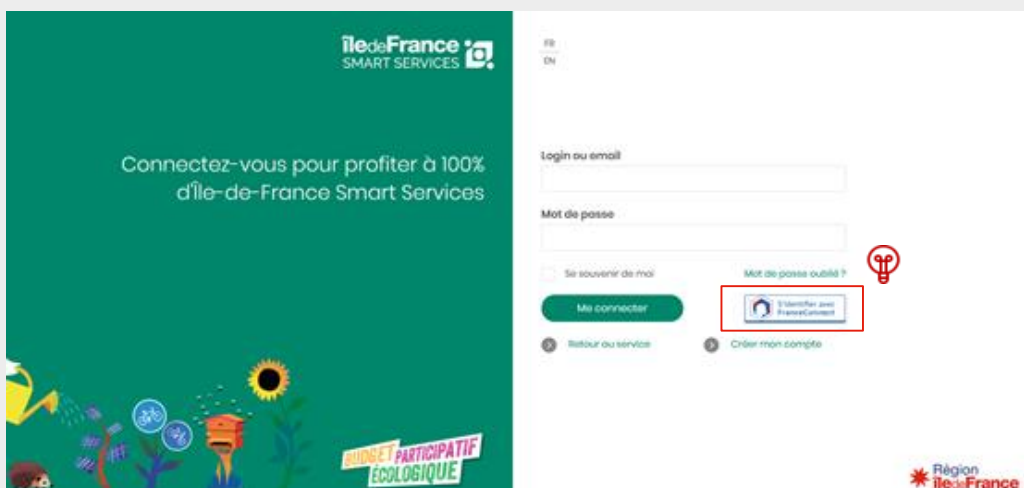 îledeFrance
SMART SERVICES
Connectez-vous pour profiter à 100%
d'Île-de-France Smart Services
BUDGET PARTICIPATIF
ÉCOLOGIQUE
FR
EN
Login ou email
Mot de passe
Se souvenir de moi
Mot de passe oublié ?
Me connecter
S'identifier avec
FranceConnect
Retour au service
Créer mon compte
Région
îledeFrance